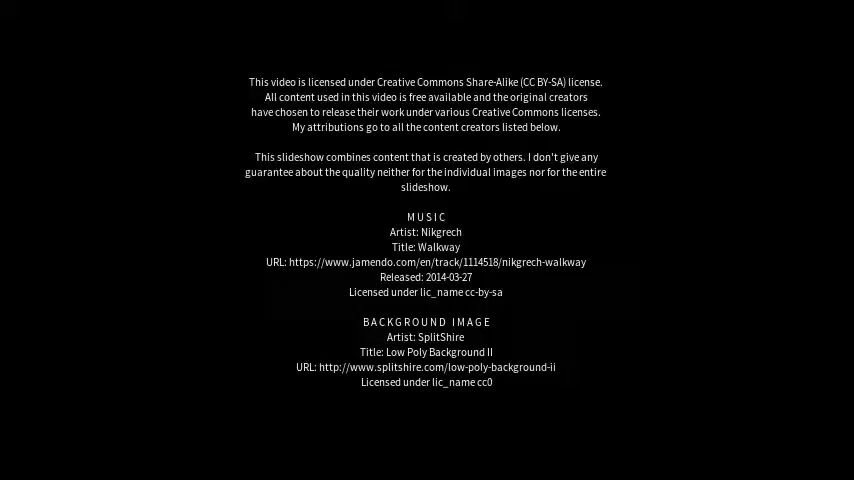 This video is licensed under Creative Commons Share-Alike (CC BY-SA) license.
All content used in this video is free available and the original creators
have chosen to release their work under various Creative Commons licenses.
My attributions go to all the content creators listed below.
This slideshow combines content that is created by others. I don't give any
guarantee about the quality neither for the individual images nor for the entire
slideshow.
M U S I C
Artist: Nikgrech
Title: Walkway
URL: https://www.jamendo.com/en/track/1114518/nikgrech-walkway
Released: 2014-03-27
Licensed under lic_name cc-by-sa
B A C K G R O U N D   I M A G E
Artist: SplitShire
Title: Low Poly Background II
URL: http://www.splitshire.com/low-poly-background-ii
Licensed under lic_name cc0